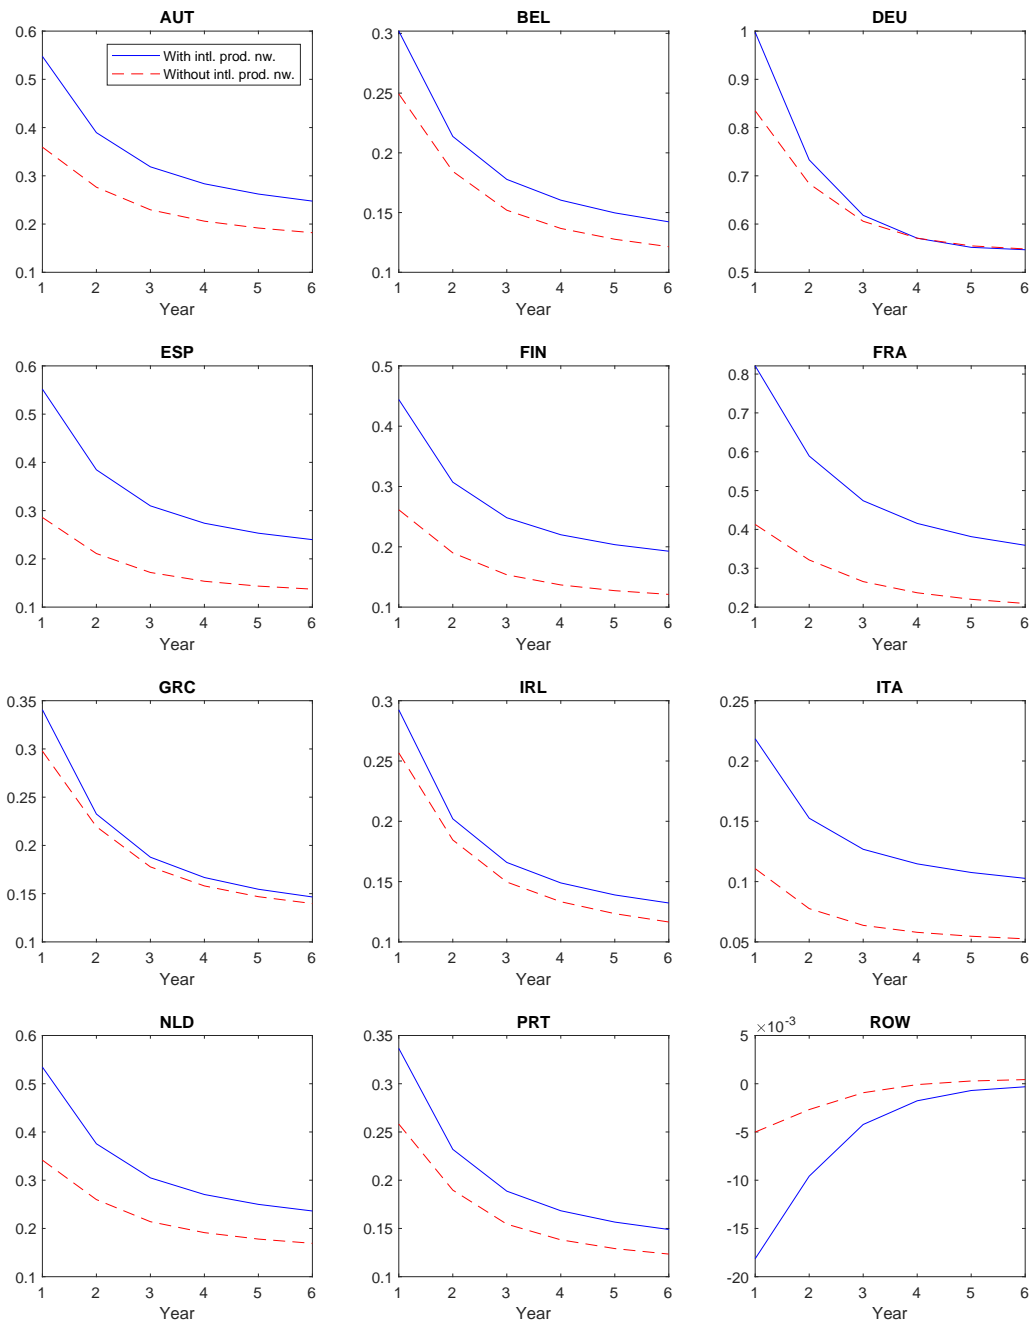 AUT
0.6
0.5
0.4
0.3
0.2
0.1
With intl. prod. nw.
Without intl. prod. nw.
1 2 3 4 5 6
Year
BEL
0.3
0.25
0.2
0.15
0.1
1 2 3 4 5 6
Year
DEU
1
0.9
0.8
0.7
0.6
0.5
1 2 3 4 5 6
Year
ESP
0.6
0.5
0.4
0.3
0.2
0.1
1 2 3 4 5 6
Year
FIN
0.5
0.4
0.3
0.2
0.1
1 2 3 4 5 6
Year
FRA
0.8
0.7
0.6
0.5
0.4
0.3
0.2
1 2 3 4 5 6
Year
GRC
0.35
0.3
0.25
0.2
0.15
0.1
1 2 3 4 5 6
Year
IRL
0.3
0.25
0.2
0.15
0.1
1 2 3 4 5 6
Year
ITA
0.25
0.2
0.15
0.1
0.05
1 2 3 4 5 6
Year
NLD
0.6
0.5
0.4
0.3
0.2
0.1
1 2 3 4 5 6
Year
PRT
0.35
0.3
0.25
0.2
0.15
0.1
1 2 3 4 5 6
Year
ROW
×10⁻³
5
0
-5
-10
-15
-20
1 2 3 4 5 6
Year